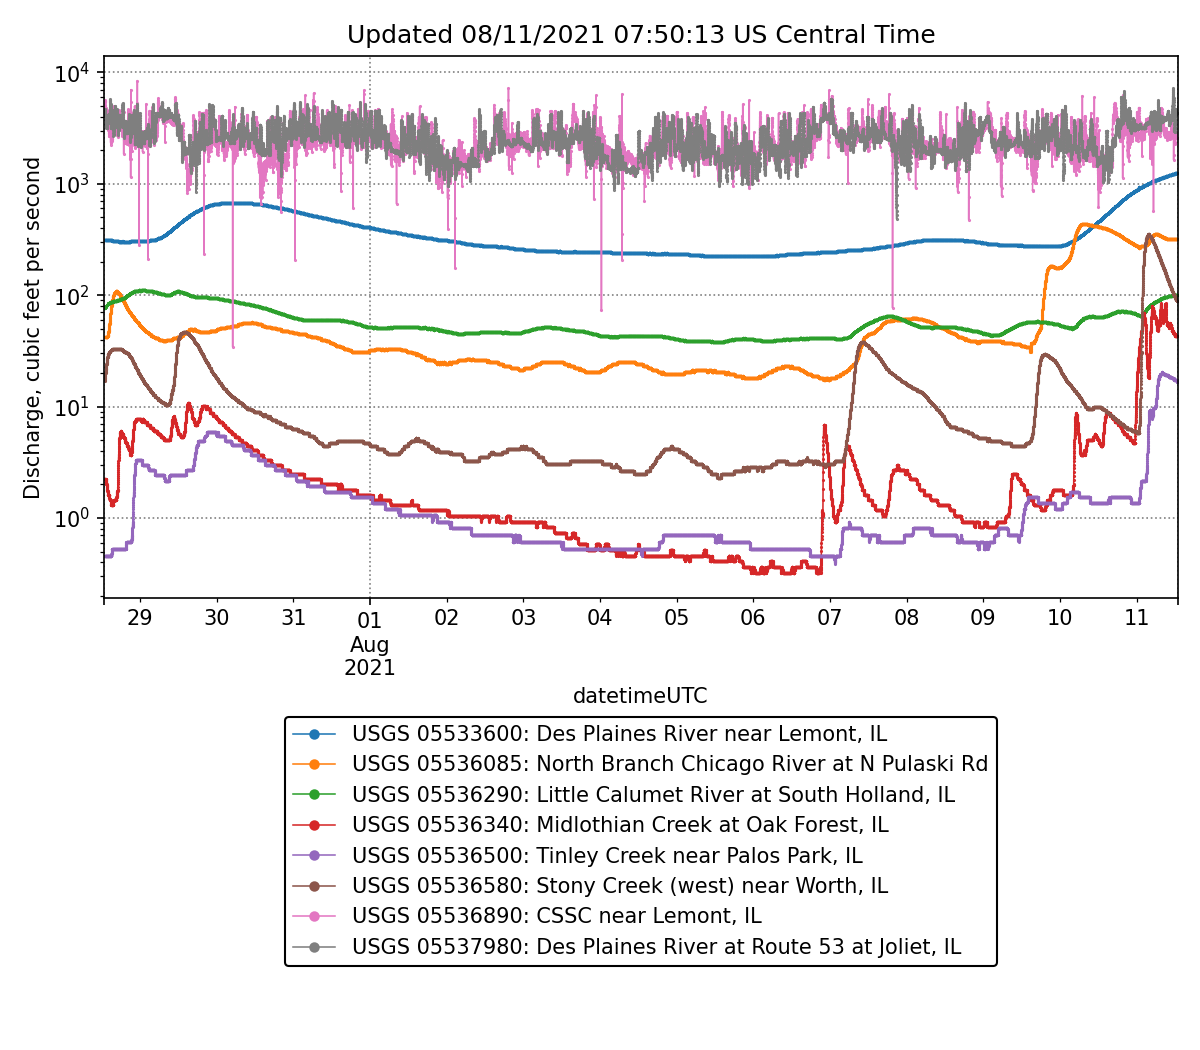 Updated 08/11/2021 07:50:13 US Central Time
Discharge, cubic feet per second
10⁴
10³
10²
10¹
10⁰
29 30 31 01 02 03 04 05 06 07 08 09 10 11
Aug
2021
datetimeUTC
USGS 05533600: Des Plaines River near Lemont, IL
USGS 05536085: North Branch Chicago River at N Pulaski Rd
USGS 05536290: Little Calumet River at South Holland, IL
USGS 05536340: Midlothian Creek at Oak Forest, IL
USGS 05536500: Tinley Creek near Palos Park, IL
USGS 05536580: Stony Creek (west) near Worth, IL
USGS 05536890: CSSC near Lemont, IL
USGS 05537980: Des Plaines River at Route 53 at Joliet, IL